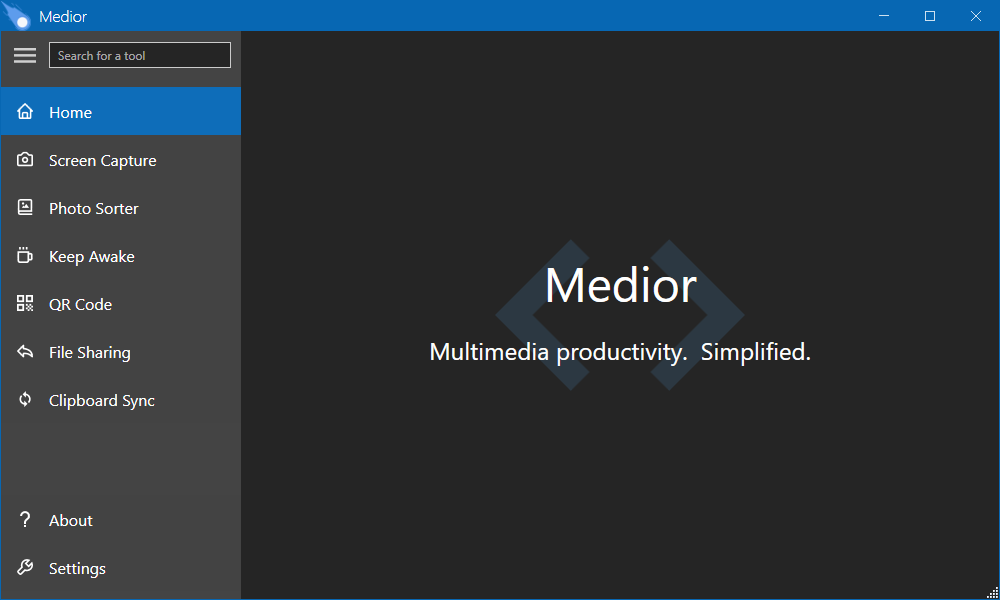 Medior
Search for a tool
Home
Screen Capture
Photo Sorter
Keep Awake
QR Code
File Sharing
Clipboard Sync
About
Settings
Medior
Multimedia productivity.  Simplified.